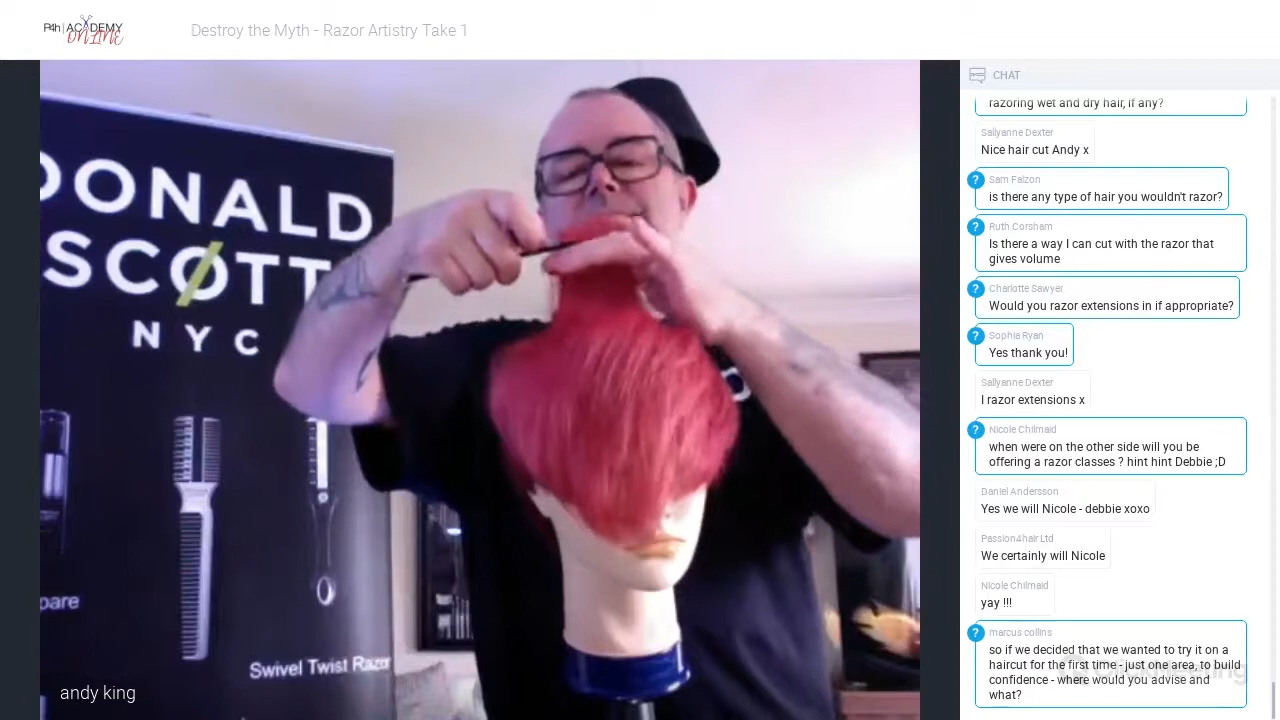 P4h | ACADEMY
ONLINE
Destroy the Myth - Razor Artistry Take 1
DONALD
SCOTT
NYC
pare
Swivel Twist Razor
andy king
CHAT
razoring wet and dry hair, if any?
Sallyanne Dexter
Nice hair cut Andy x
?
Sam Falzon
is there any type of hair you wouldn't razor?
?
Ruth Corsham
Is there a way I can cut with the razor that
gives volume
?
Charlotte Sawyer
Would you razor extensions in if appropriate?
?
Sophia Ryan
Yes thank you!
Sallyanne Dexter
I razor extensions x
?
Nicole Chilmaid
when were on the other side will you be
offering a razor classes ? hint hint Debbie ;D
Daniel Andersson
Yes we will Nicole - debbie xoxo
Passion4hair Ltd
We certainly will Nicole
Nicole Chilmaid
yay !!!
?
marcus collins
so if we decided that we wanted to try it on a
haircut for the first time - just one area, to build
confidence - where would you advise and
what?